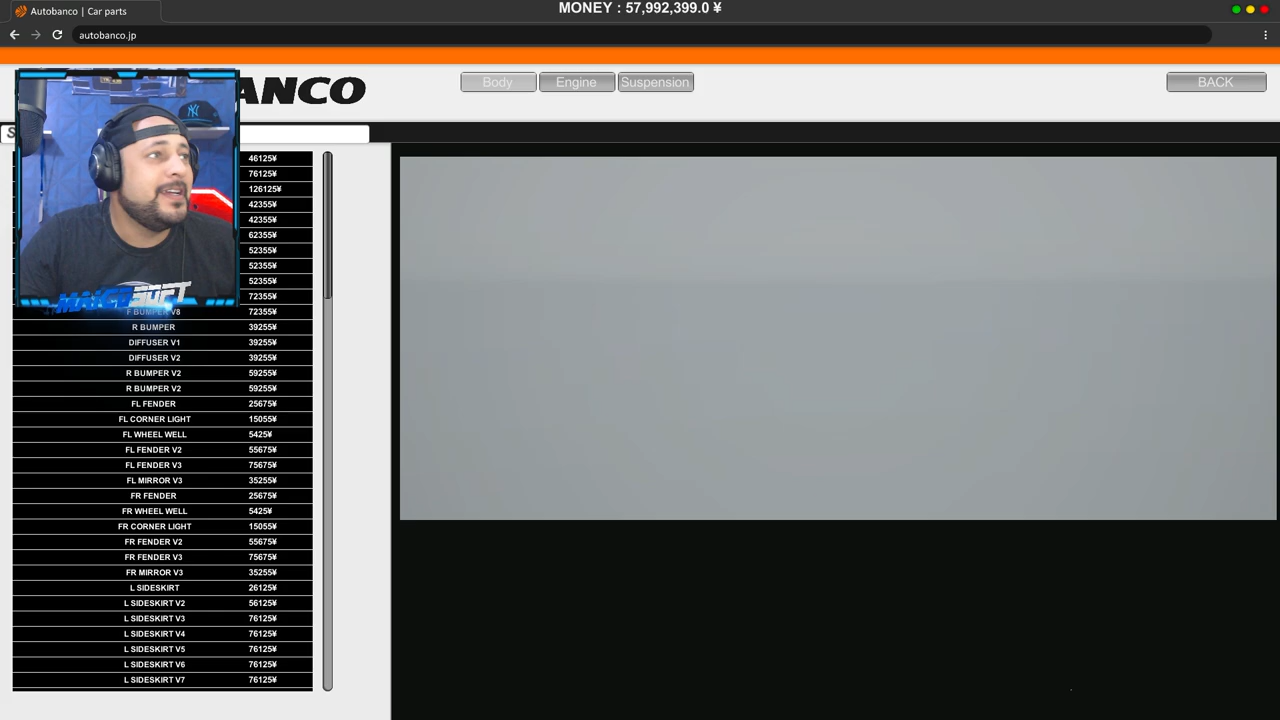 Autobanco | Car parts
MONEY : 57,992,399.0 ¥
autobanco.jp
ANCO
Body
Engine
Suspension
BACK
S
46125¥
76125¥
126125¥
42355¥
42355¥
62355¥
52355¥
52355¥
52355¥
72355¥
F BUMPER V8 72355¥
R BUMPER 39255¥
DIFFUSER V1 39255¥
DIFFUSER V2 39255¥
R BUMPER V2 59255¥
R BUMPER V2 59255¥
FL FENDER 25675¥
FL CORNER LIGHT 15055¥
FL WHEEL WELL 5425¥
FL FENDER V2 55675¥
FL FENDER V3 75675¥
FL MIRROR V3 35255¥
FR FENDER 25675¥
FR WHEEL WELL 5425¥
FR CORNER LIGHT 15055¥
FR FENDER V2 55675¥
FR FENDER V3 75675¥
FR MIRROR V3 35255¥
L SIDESKIRT 26125¥
L SIDESKIRT V2 56125¥
L SIDESKIRT V3 76125¥
L SIDESKIRT V4 76125¥
L SIDESKIRT V5 76125¥
L SIDESKIRT V6 76125¥
L SIDESKIRT V7 76125¥